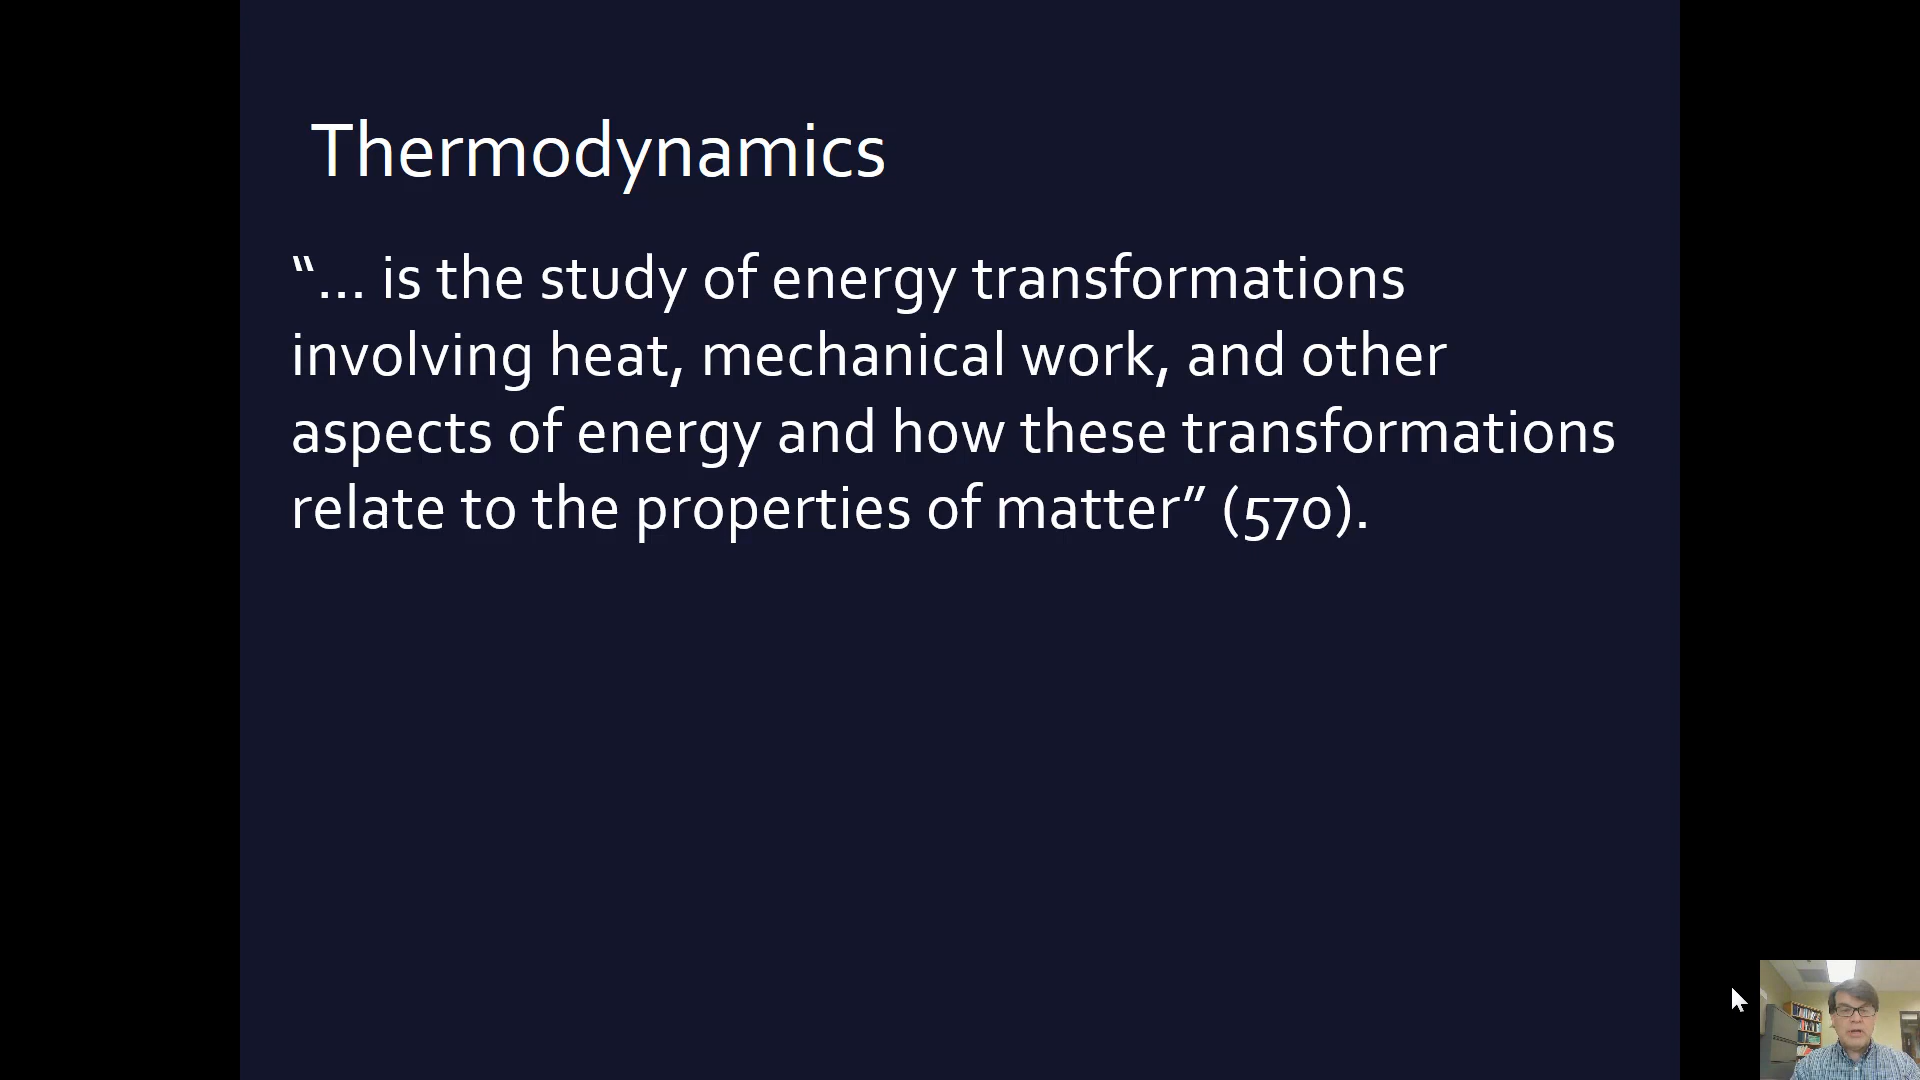 Thermodynamics
“… is the study of energy transformations
involving heat, mechanical work, and other
aspects of energy and how these transformations
relate to the properties of matter” (570).